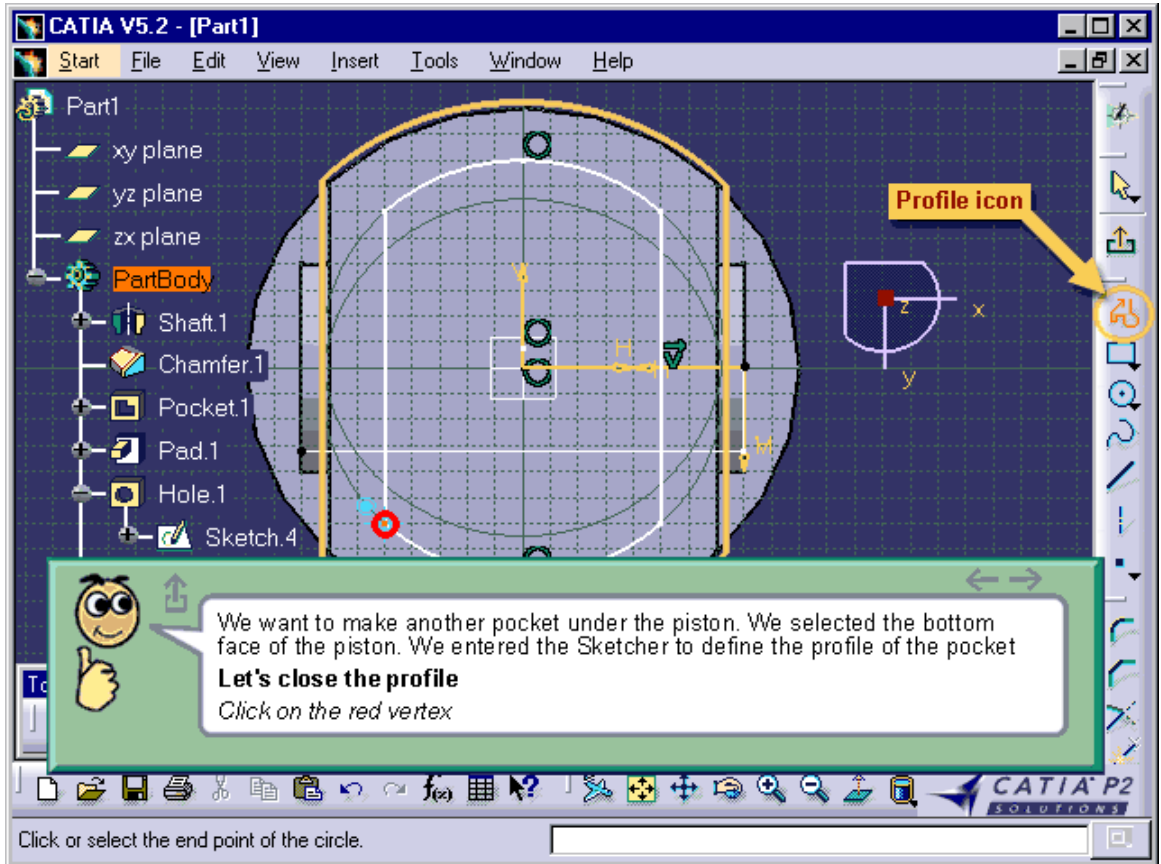 CATIA V5.2 - [Part1]
Start File Edit View Insert Tools Window Help
Part1
xy plane
yz plane
zx plane
PartBody
Shaft.1
Chamfer.1
Pocket.1
Pad.1
Hole.1
Sketch.4
V
H
M
Profile icon
z
x
y
We want to make another pocket under the piston. We selected the bottom
face of the piston. We entered the Sketcher to define the profile of the pocket
Let's close the profile
Click on the red vertex
To
f(x)
?
CATIA P2
SOLUTIONS
Click or select the end point of the circle.